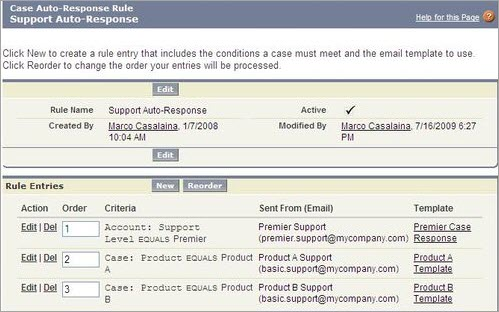 Case Auto-Response Rule
Support Auto-Response
Help for this Page ?
Click New to create a rule entry that includes the conditions a case must meet and the email template to use.
Click Reorder to change the order your entries will be processed.
Edit
Rule Name Support Auto-Response Active ✓
Created By Marco Casalaina, 1/7/2008 Modified By Marco Casalaina, 7/16/2009 6:27
10:04 AM PM
Edit
Rule Entries New Reorder
Action Order Criteria Sent From (Email) Template
Edit | Del 1 Account: Support Premier Support Premier Case
Level EQUALS Premier (premier.support@mycompany.com) Response
Edit | Del 2 Case: Product EQUALS Product Product A Support Product A
A (basic.support@mycompany.com) Template
Edit | Del 3 Case: Product EQUALS Product Product B Support Product B
B (basic.support@mycompany.com) Template